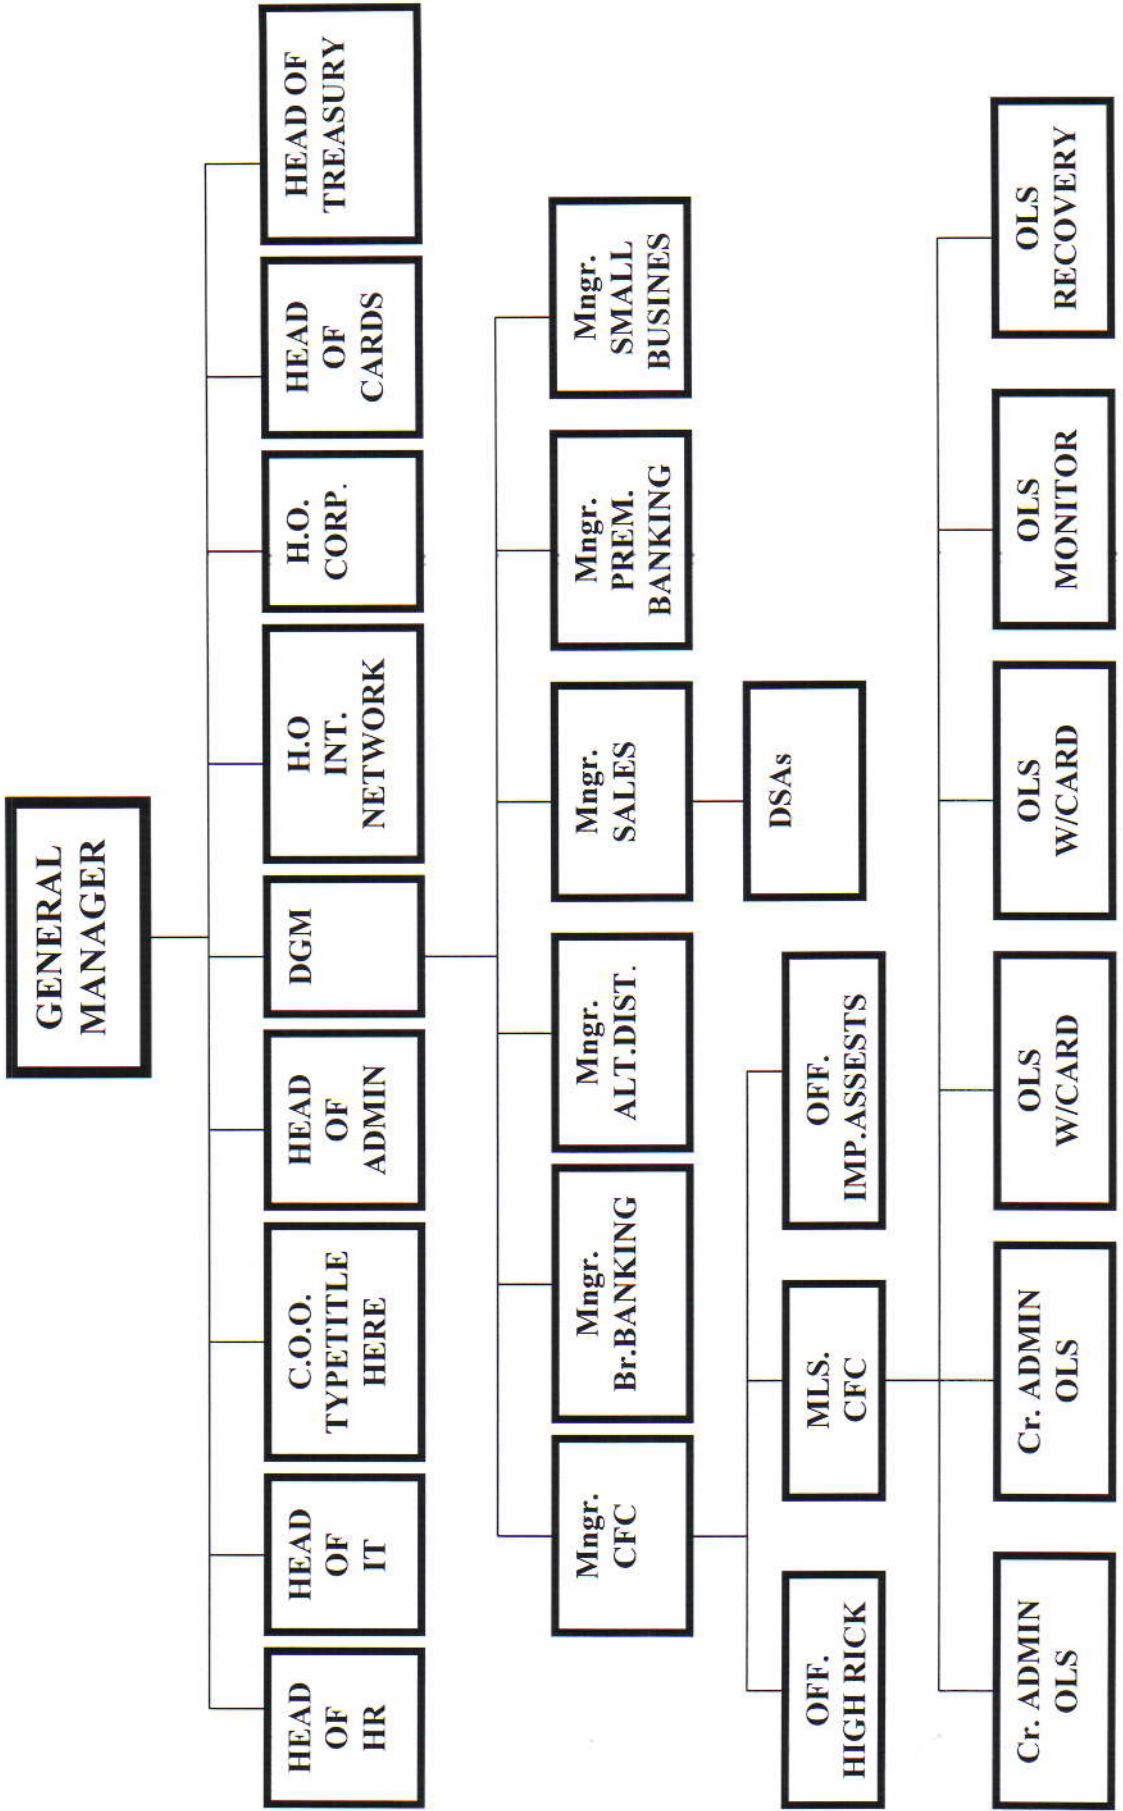 GENERAL
MANAGER
HEAD
OF
HR
HEAD
OF
IT
C.O.O.
TYPETITLE
HERE
HEAD
OF
ADMIN
DGM
H.O
INT.
NETWORK
H.O.
CORP.
HEAD
OF
CARDS
HEAD OF
TREASURY
Mngr.
CFC
Mngr.
Br.BANKING
Mngr.
ALT.DIST.
Mngr.
SALES
Mngr.
PREM.
BANKING
Mngr.
SMALL
BUSINES
OFF.
HIGH RICK
MLS.
CFC
OFF.
IMP.ASSESTS
DSAs
Cr. ADMIN
OLS
Cr. ADMIN
OLS
OLS
W/CARD
OLS
W/CARD
OLS
MONITOR
OLS
RECOVERY